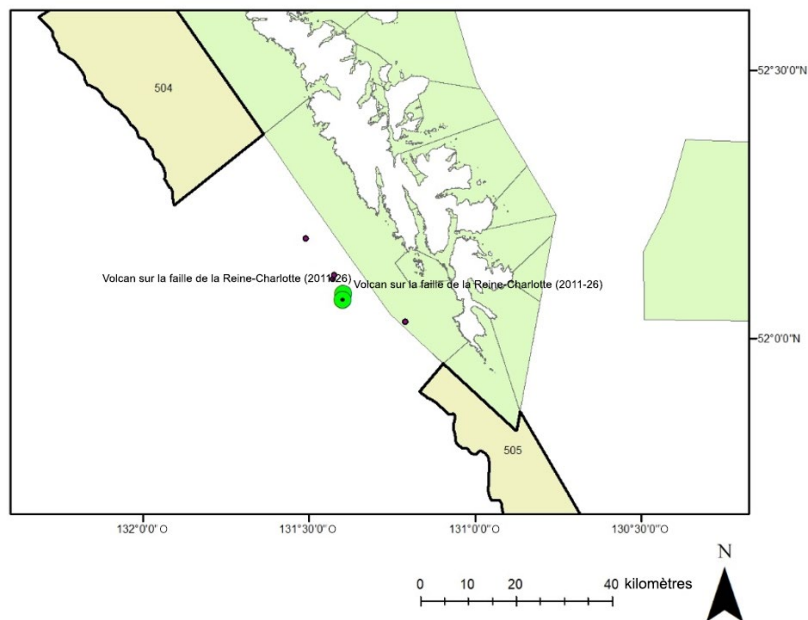 504
52°30'0"N
Volcan sur la faille de la Reine-Charlotte (2011-26)
Volcan sur la faille de la Reine-Charlotte (2011-26)
52°0'0"N
505
132°0'0"O
131°30'0"O
131°0'0"O
130°30'0"O
N
0 10 20 40 kilomètres